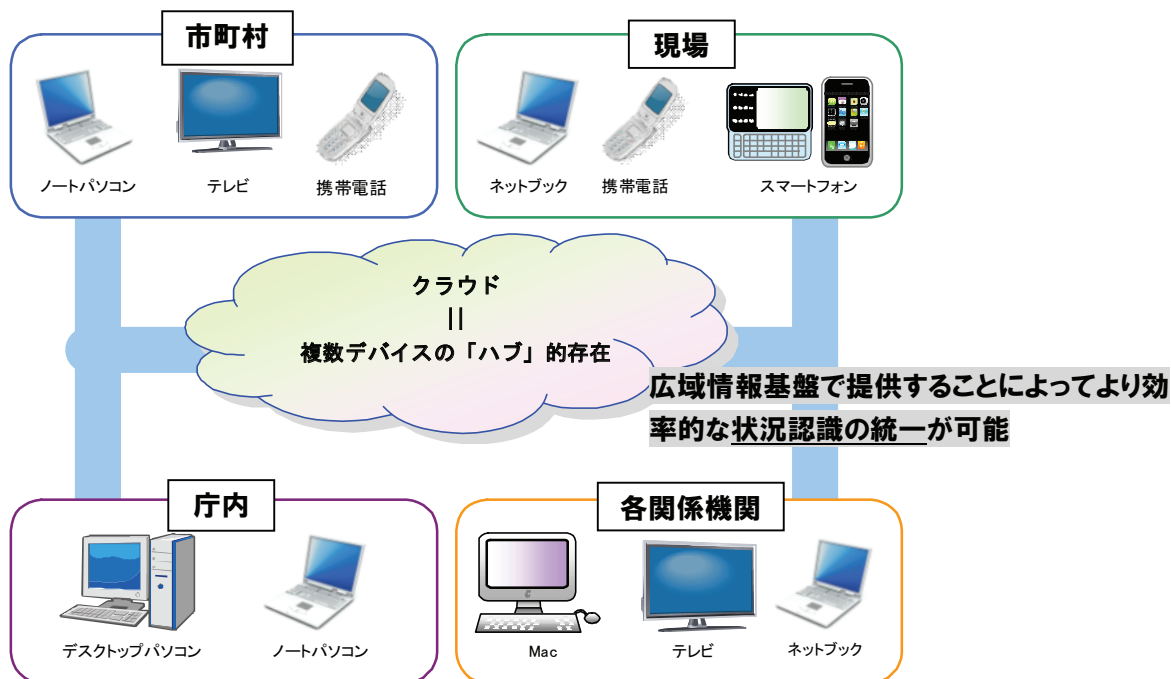 市町村
ノートパソコン
テレビ
携帯電話
現場
ネットブック
携帯電話
スマートフォン
クラウド
||
複数デバイスの「ハブ」的存在
広域情報基盤で提供することによってより効
率的な状況認識の統一が可能
庁内
デスクトップパソコン
ノートパソコン
各関係機関
Mac
テレビ
ネットブック